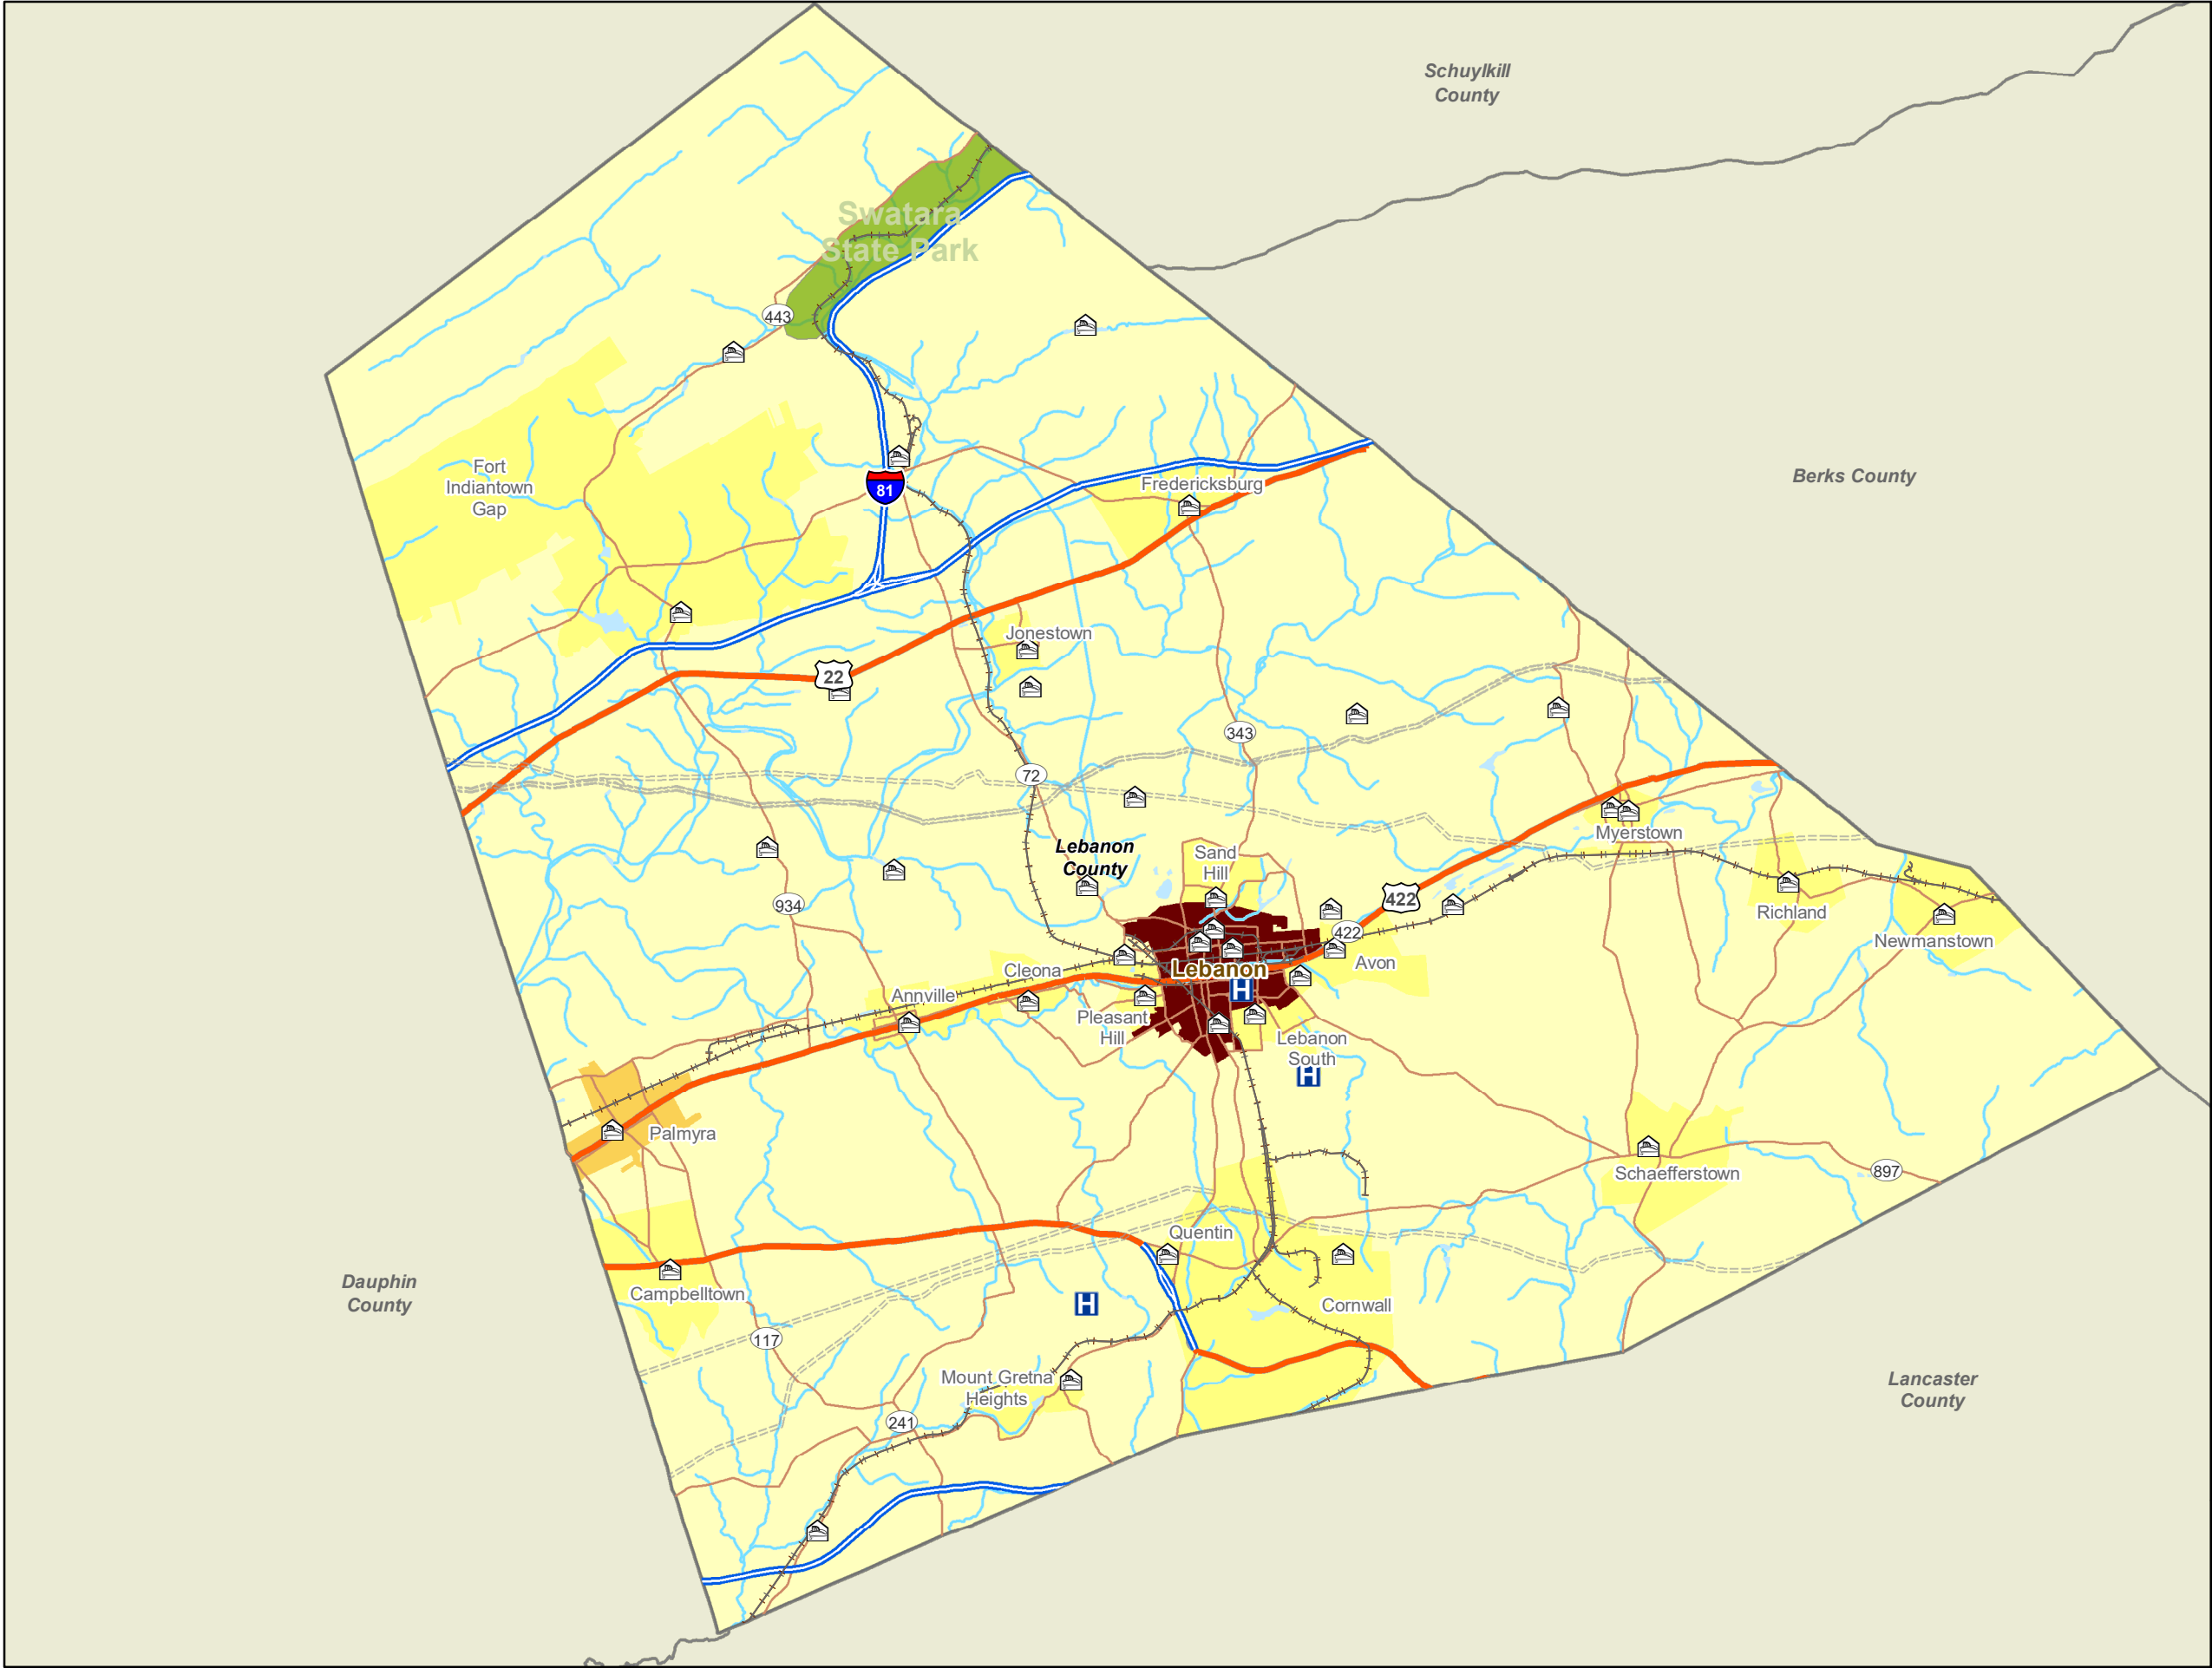 Schuylkill
County
Swatara
State Park
443
Fort
Indiantown
Gap
81
Fredericksburg
Berks County
Jonestown
22
343
72
Lebanon
County
Sand
Hill
Myerstown
934
422
Richland
422
Newmanstown
Cleona
Lebanon
Avon
Annville
H
Pleasant
Hill
Lebanon
South
H
Palmyra
Schaefferstown
897
Quentin
Dauphin
County
Campbelltown
H
Cornwall
117
Mount Gretna
Heights
Lancaster
County
241